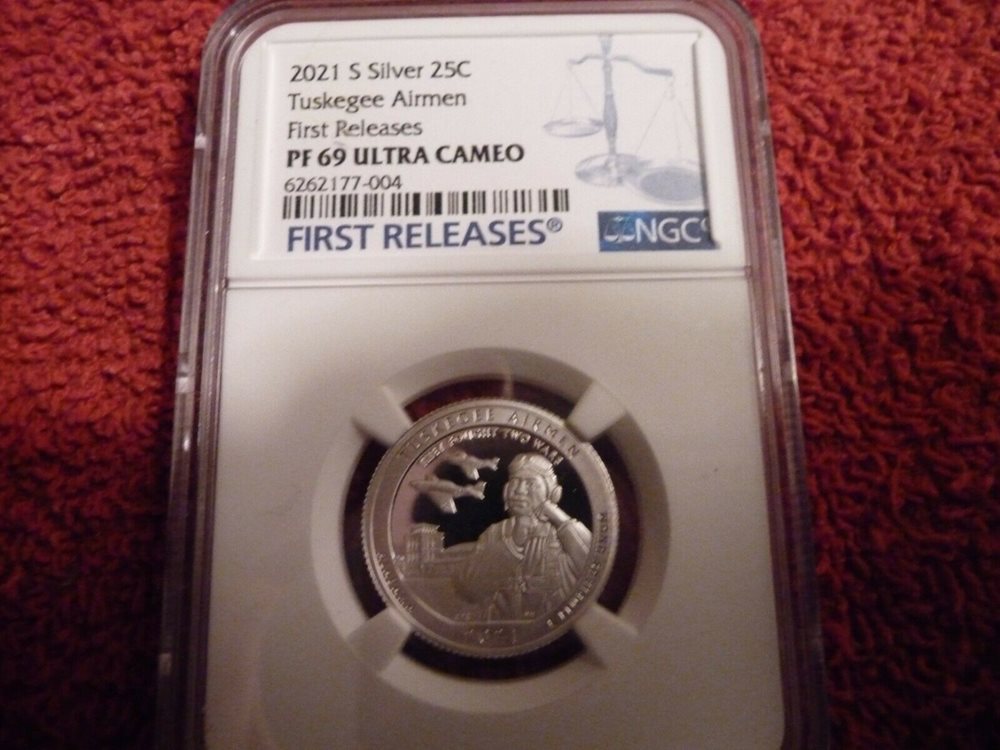 2021 S Silver 25C
Tuskegee Airmen
First Releases
PF 69 ULTRA CAMEO
6262177-004
FIRST RELEASES®
NGC
TUSKEGEE AIRMEN
THEY FOUGHT TWO WARS
2021